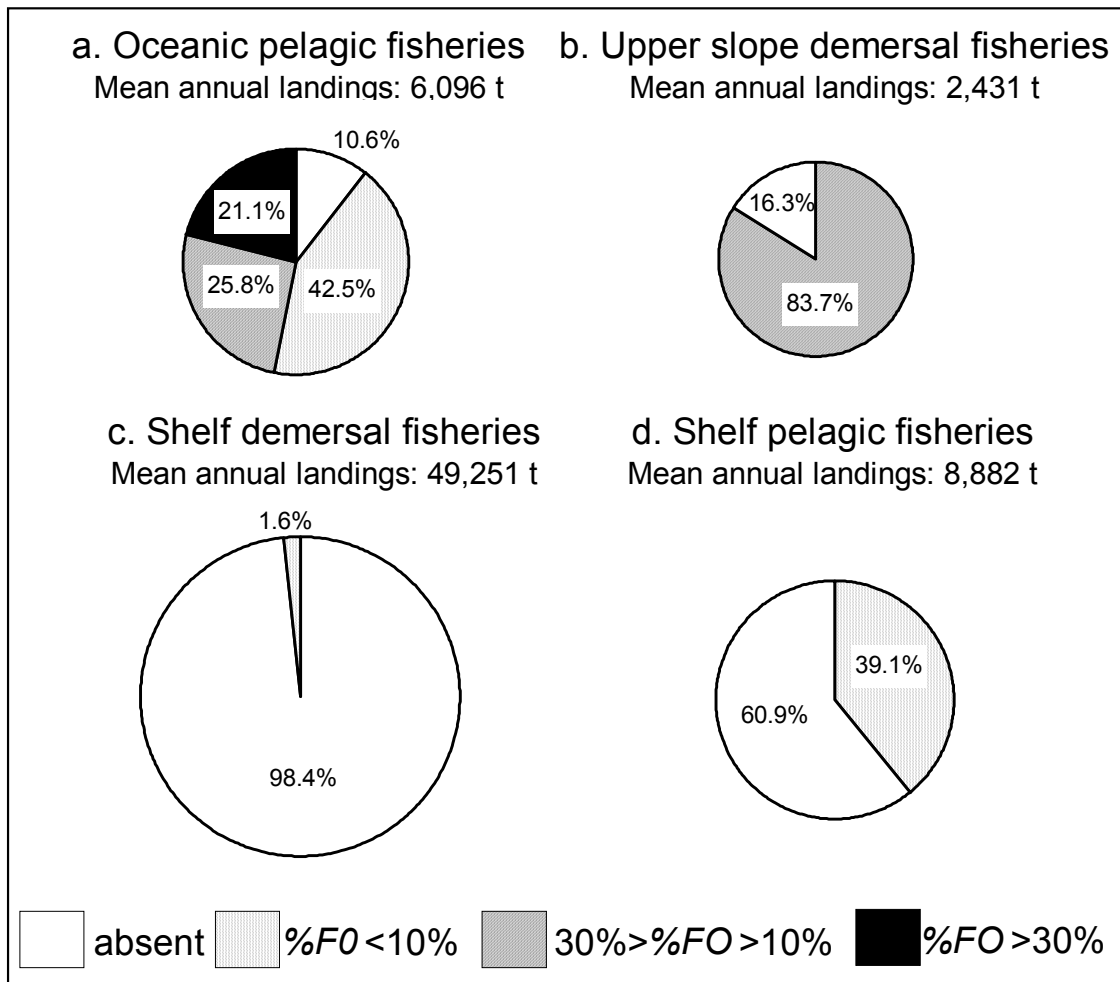 a. Oceanic pelagic fisheries
Mean annual landings: 6,096 t
10.6%
21.1%
25.8%
42.5%
b. Upper slope demersal fisheries
Mean annual landings: 2,431 t
16.3%
83.7%
c. Shelf demersal fisheries
Mean annual landings: 49,251 t
1.6%
98.4%
d. Shelf pelagic fisheries
Mean annual landings: 8,882 t
39.1%
60.9%
absent
%F0 <10%
30%>%FO >10%
%FO >30%